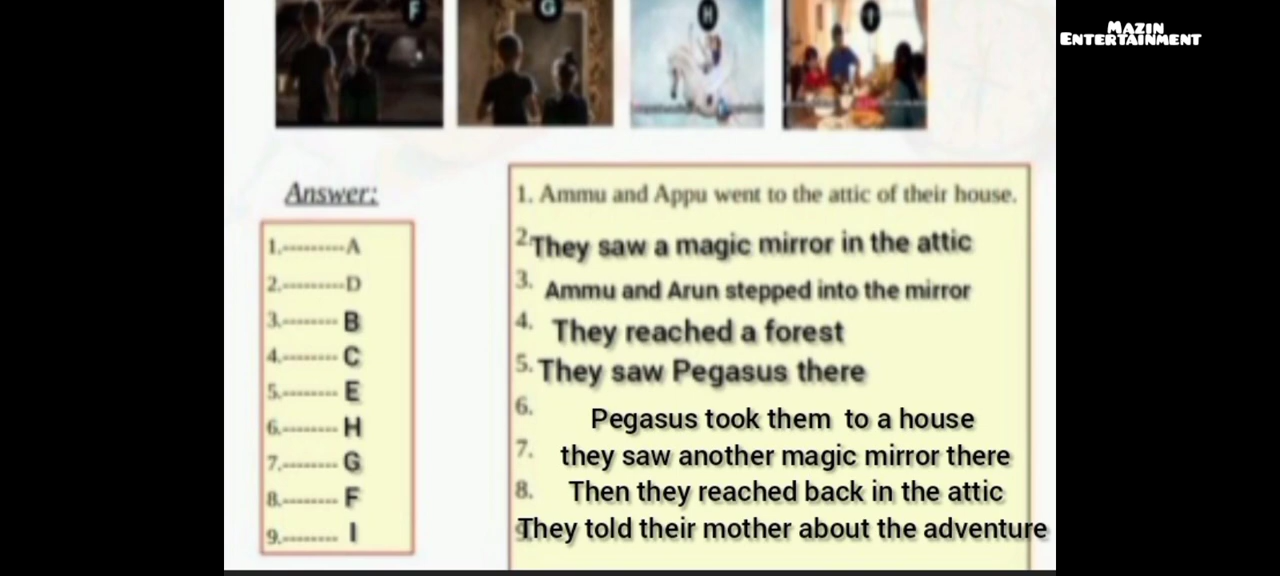 F
G
H
I
MAZIN
ENTERTAINMENT
Answer:
1.---------A
2.---------D
3.-------- B
4.-------- C
5.-------- E
6.-------- H
7.-------- G
8.-------- F
9.-------- I
1. Ammu and Appu went to the attic of their house.
2. They saw a magic mirror in the attic
3. Ammu and Arun stepped into the mirror
4. They reached a forest
5. They saw Pegasus there
6. Pegasus took them to a house
7. they saw another magic mirror there
8. Then they reached back in the attic
9. They told their mother about the adventure